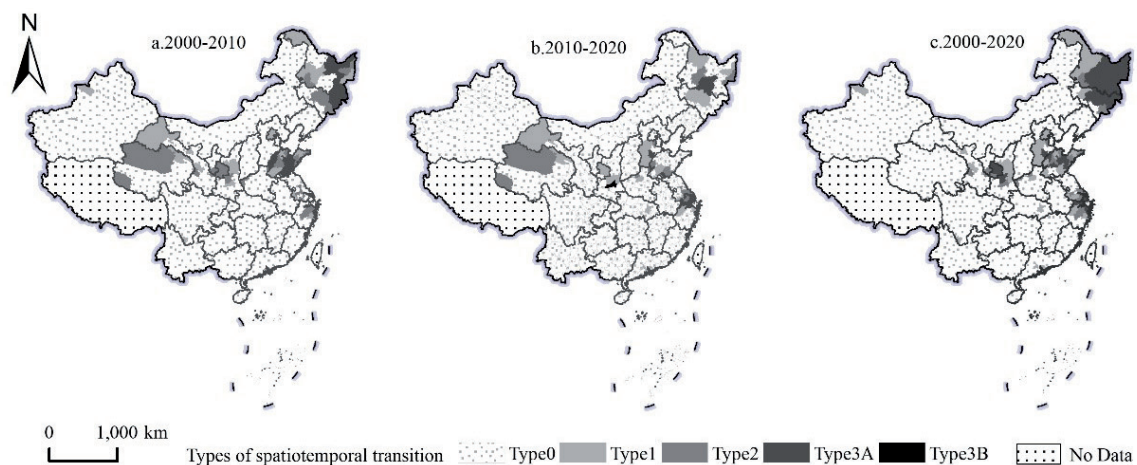 N
a.2000-2010
b.2010-2020
c.2000-2020
0 1,000 km
Types of spatiotemporal transition Type0 Type1 Type2 Type3A Type3B No Data